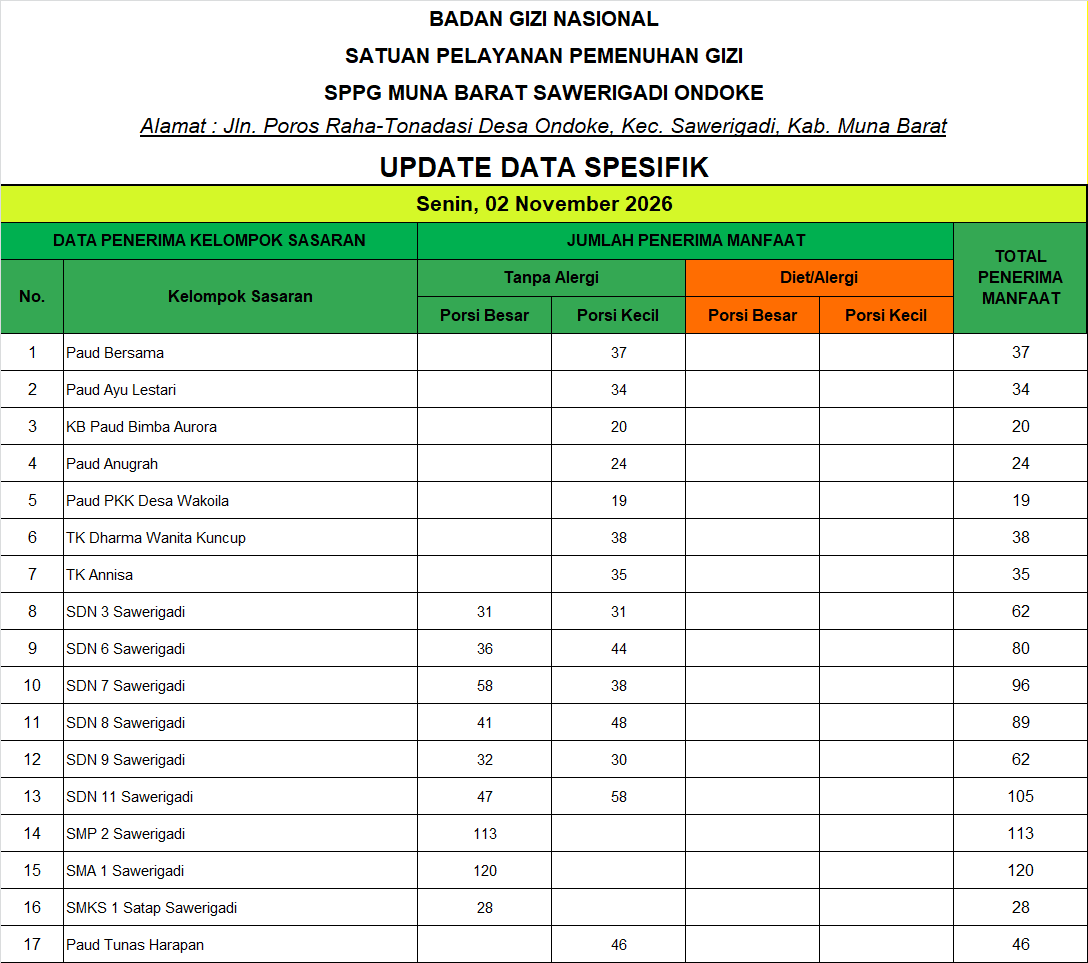 BADAN GIZI NASIONAL
SATUAN PELAYANAN PEMENUHAN GIZI
SPPG MUNA BARAT SAWERIGADI ONDOKE
Alamat : Jln. Poros Raha-Tonadasi Desa Ondoke, Kec. Sawerigadi, Kab. Muna Barat
UPDATE DATA SPESIFIK
Senin, 02 November 2026
DATA PENERIMA KELOMPOK SASARAN JUMLAH PENERIMA MANFAAT TOTAL PENERIMA MANFAAT
No. Kelompok Sasaran Tanpa Alergi Diet/Alergi
Porsi Besar Porsi Kecil Porsi Besar Porsi Kecil
1 Paud Bersama 37 37
2 Paud Ayu Lestari 34 34
3 KB Paud Bimba Aurora 20 20
4 Paud Anugrah 24 24
5 Paud PKK Desa Wakoila 19 19
6 TK Dharma Wanita Kuncup 38 38
7 TK Annisa 35 35
8 SDN 3 Sawerigadi 31 31 62
9 SDN 6 Sawerigadi 36 44 80
10 SDN 7 Sawerigadi 58 38 96
11 SDN 8 Sawerigadi 41 48 89
12 SDN 9 Sawerigadi 32 30 62
13 SDN 11 Sawerigadi 47 58 105
14 SMP 2 Sawerigadi 113 113
15 SMA 1 Sawerigadi 120 120
16 SMKS 1 Satap Sawerigadi 28 28
17 Paud Tunas Harapan 46 46